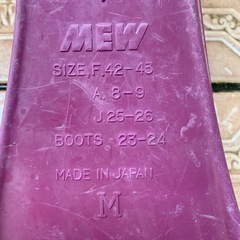 MEW
SIZE,F,42-43
A, 8-9
J.25-26
BOOTS 23-24
MADE IN JAPAN
M